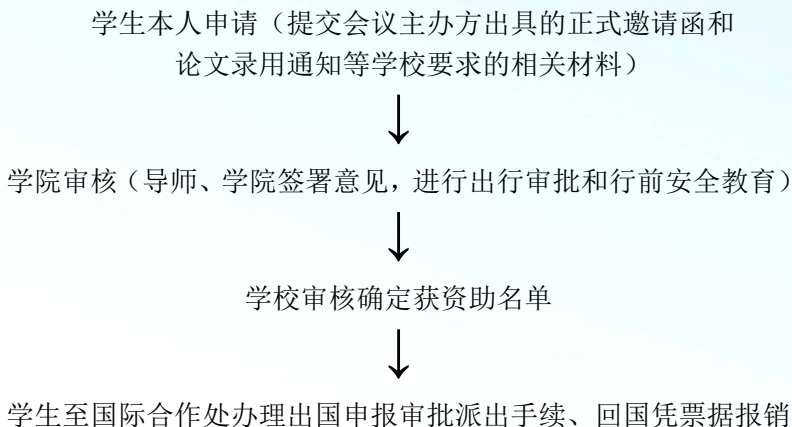 学生本人申请（提交会议主办方出具的正式邀请函和
论文录用通知等学校要求的相关材料）
学院审核（导师、学院签署意见，进行出行审批和行前安全教育）
学校审核确定获资助名单
学生至国际合作处办理出国申报审批派出手续、回国凭票据报销